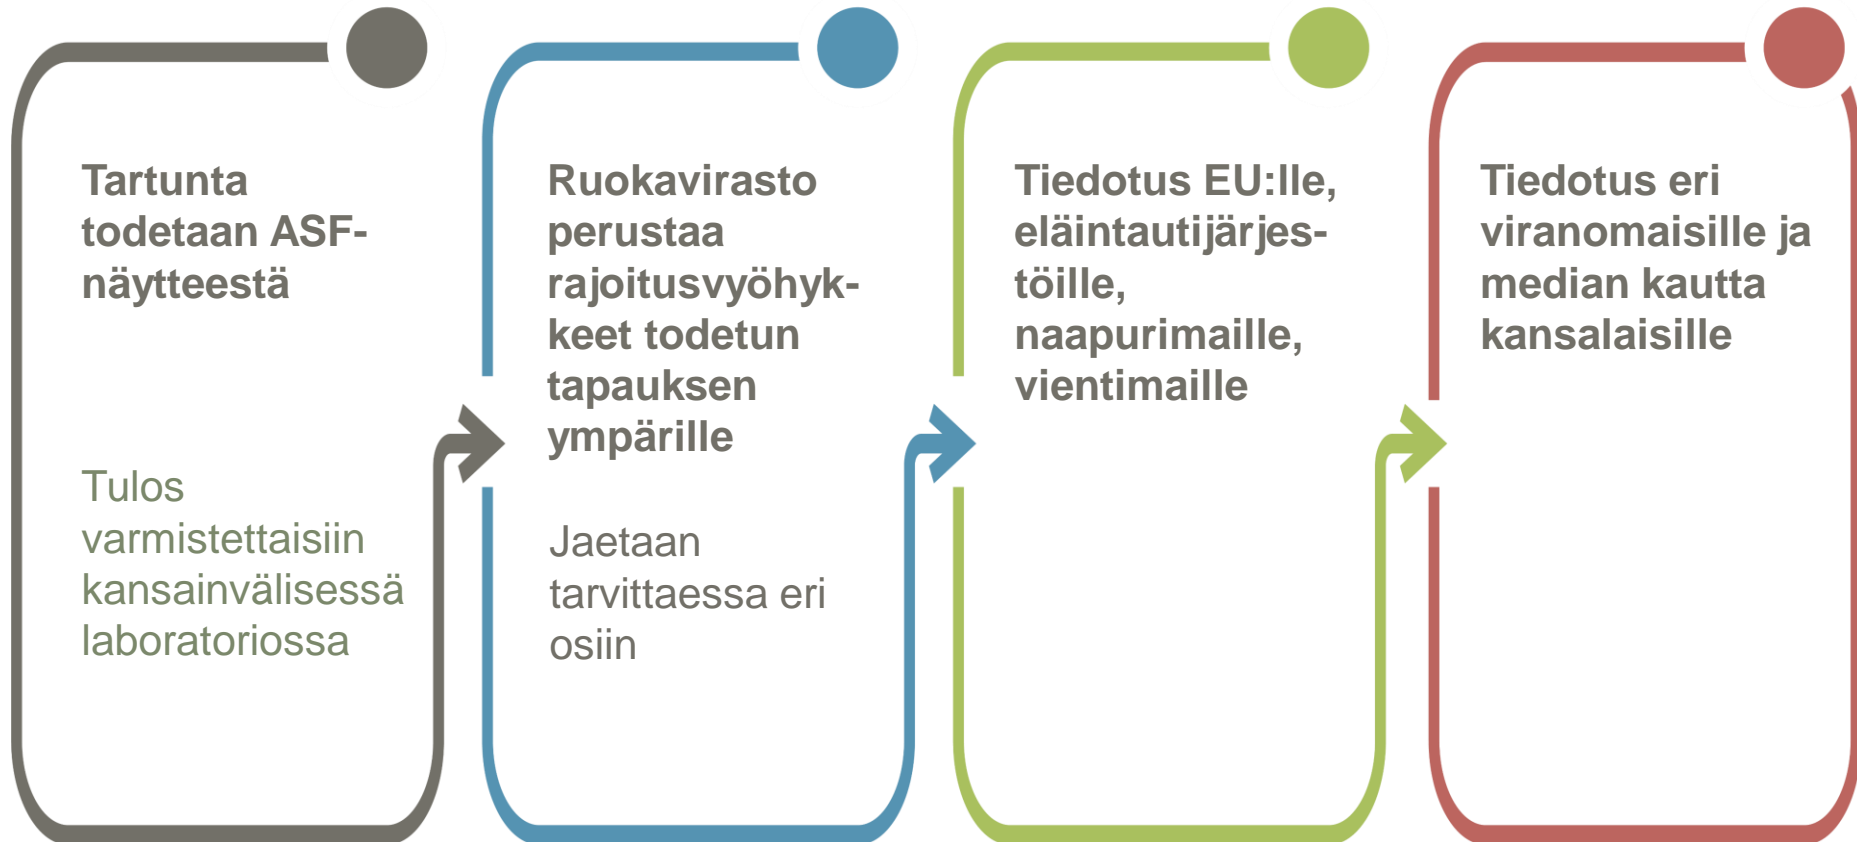 Tartunta
todetaan ASF-
näytteestä
Tulos
varmistettaisiin
kansainvälisessä
laboratoriossa
Ruokavirasto
perustaa
rajoitusvyöhyk-
keet todetun
tapauksen
ympärille
Jaetaan
tarvittaessa eri
osiin
Tiedotus EU:lle,
eläintautijärjes-
töille,
naapurimaille,
vientimaille
Tiedotus eri
viranomaisille ja
median kautta
kansalaisille